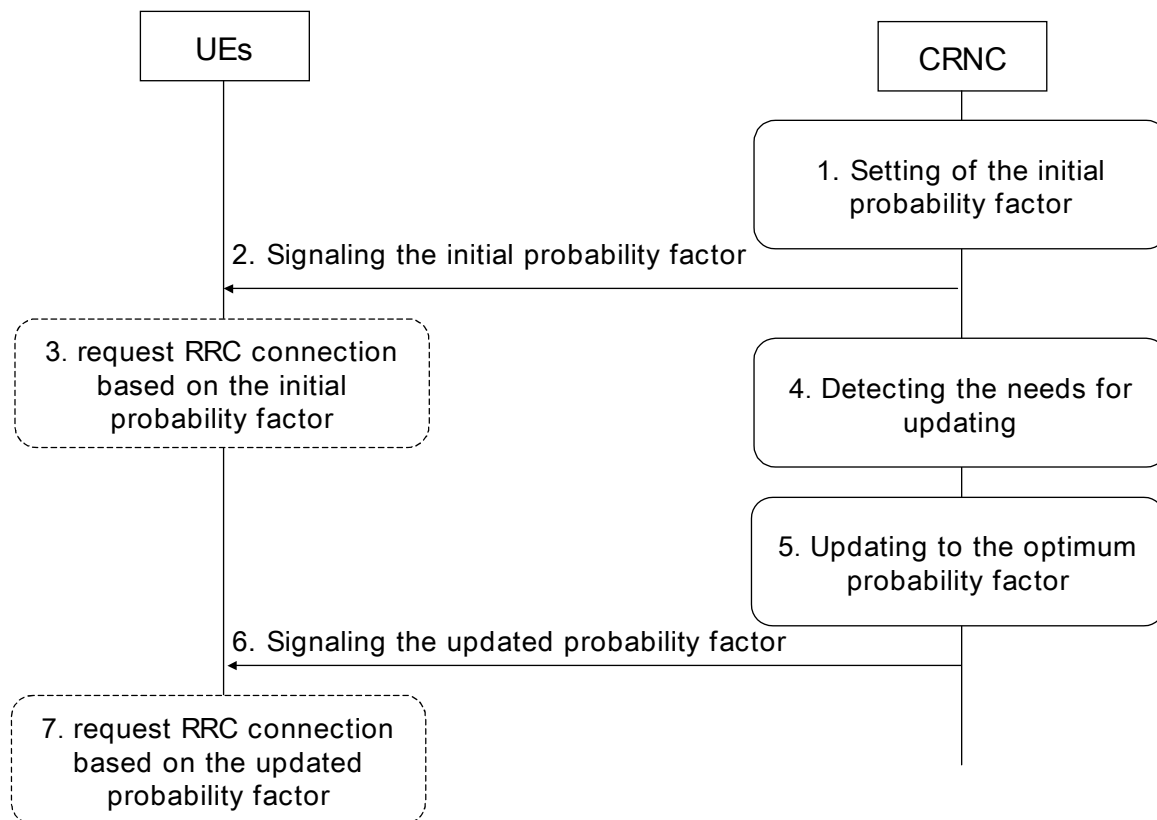 UEs
CRNC
1. Setting of the initial
probability factor
2. Signaling the initial probability factor
3. request RRC connection
based on the initial
probability factor
4. Detecting the needs for
updating
5. Updating to the optimum
probability factor
6. Signaling the updated probability factor
7. request RRC connection
based on the updated
probability factor